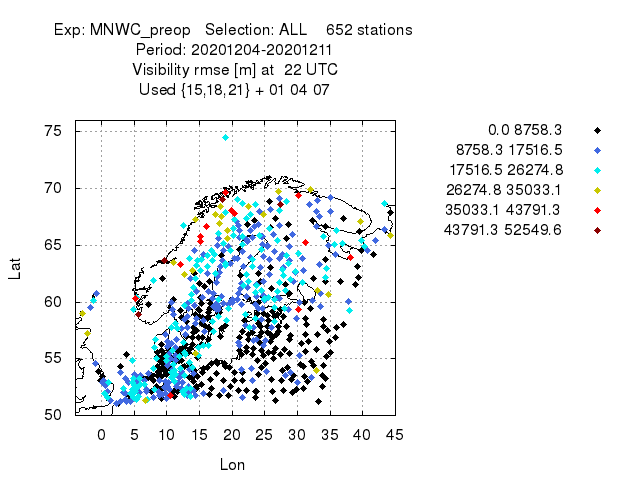 Exp: MNWC_preop Selection: ALL 652 stations
Period: 20201204-20201211
Visibility rmse [m] at 22 UTC
Used {15,18,21} + 01 04 07
0.0 8758.3
8758.3 17516.5
17516.5 26274.8
26274.8 35033.1
35033.1 43791.3
43791.3 52549.6
75
70
65
60
55
50
Lat
0 5 10 15 20 25 30 35 40 45
Lon